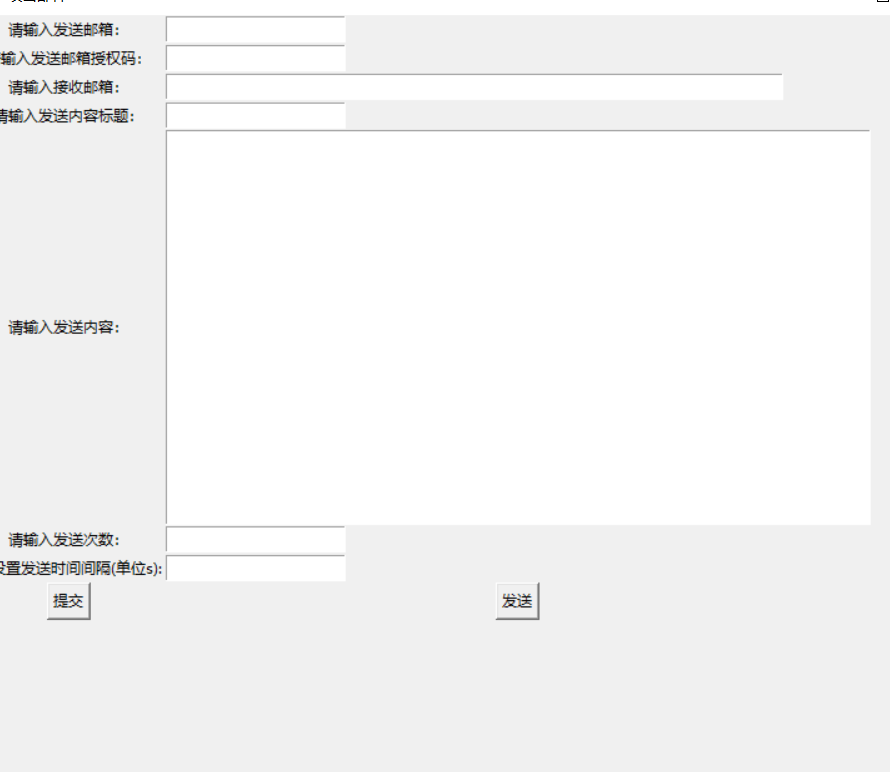 请输入发送邮箱：
输入发送邮箱授权码：
请输入接收邮箱：
请输入发送内容标题：
请输入发送内容：
请输入发送次数：
设置发送时间间隔(单位s):
提交
发送